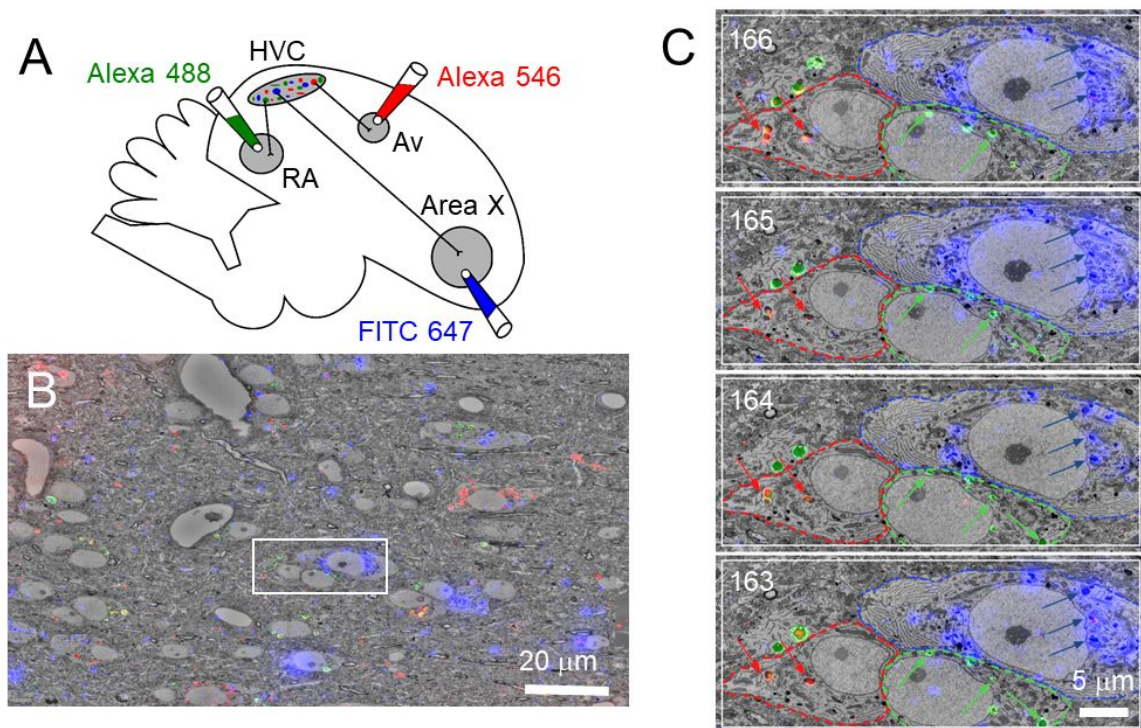 A
HVC
Alexa 488
Alexa 546
Av
RA
Area X
FITC 647
B
20 μm
C
166
165
164
163
5 μm